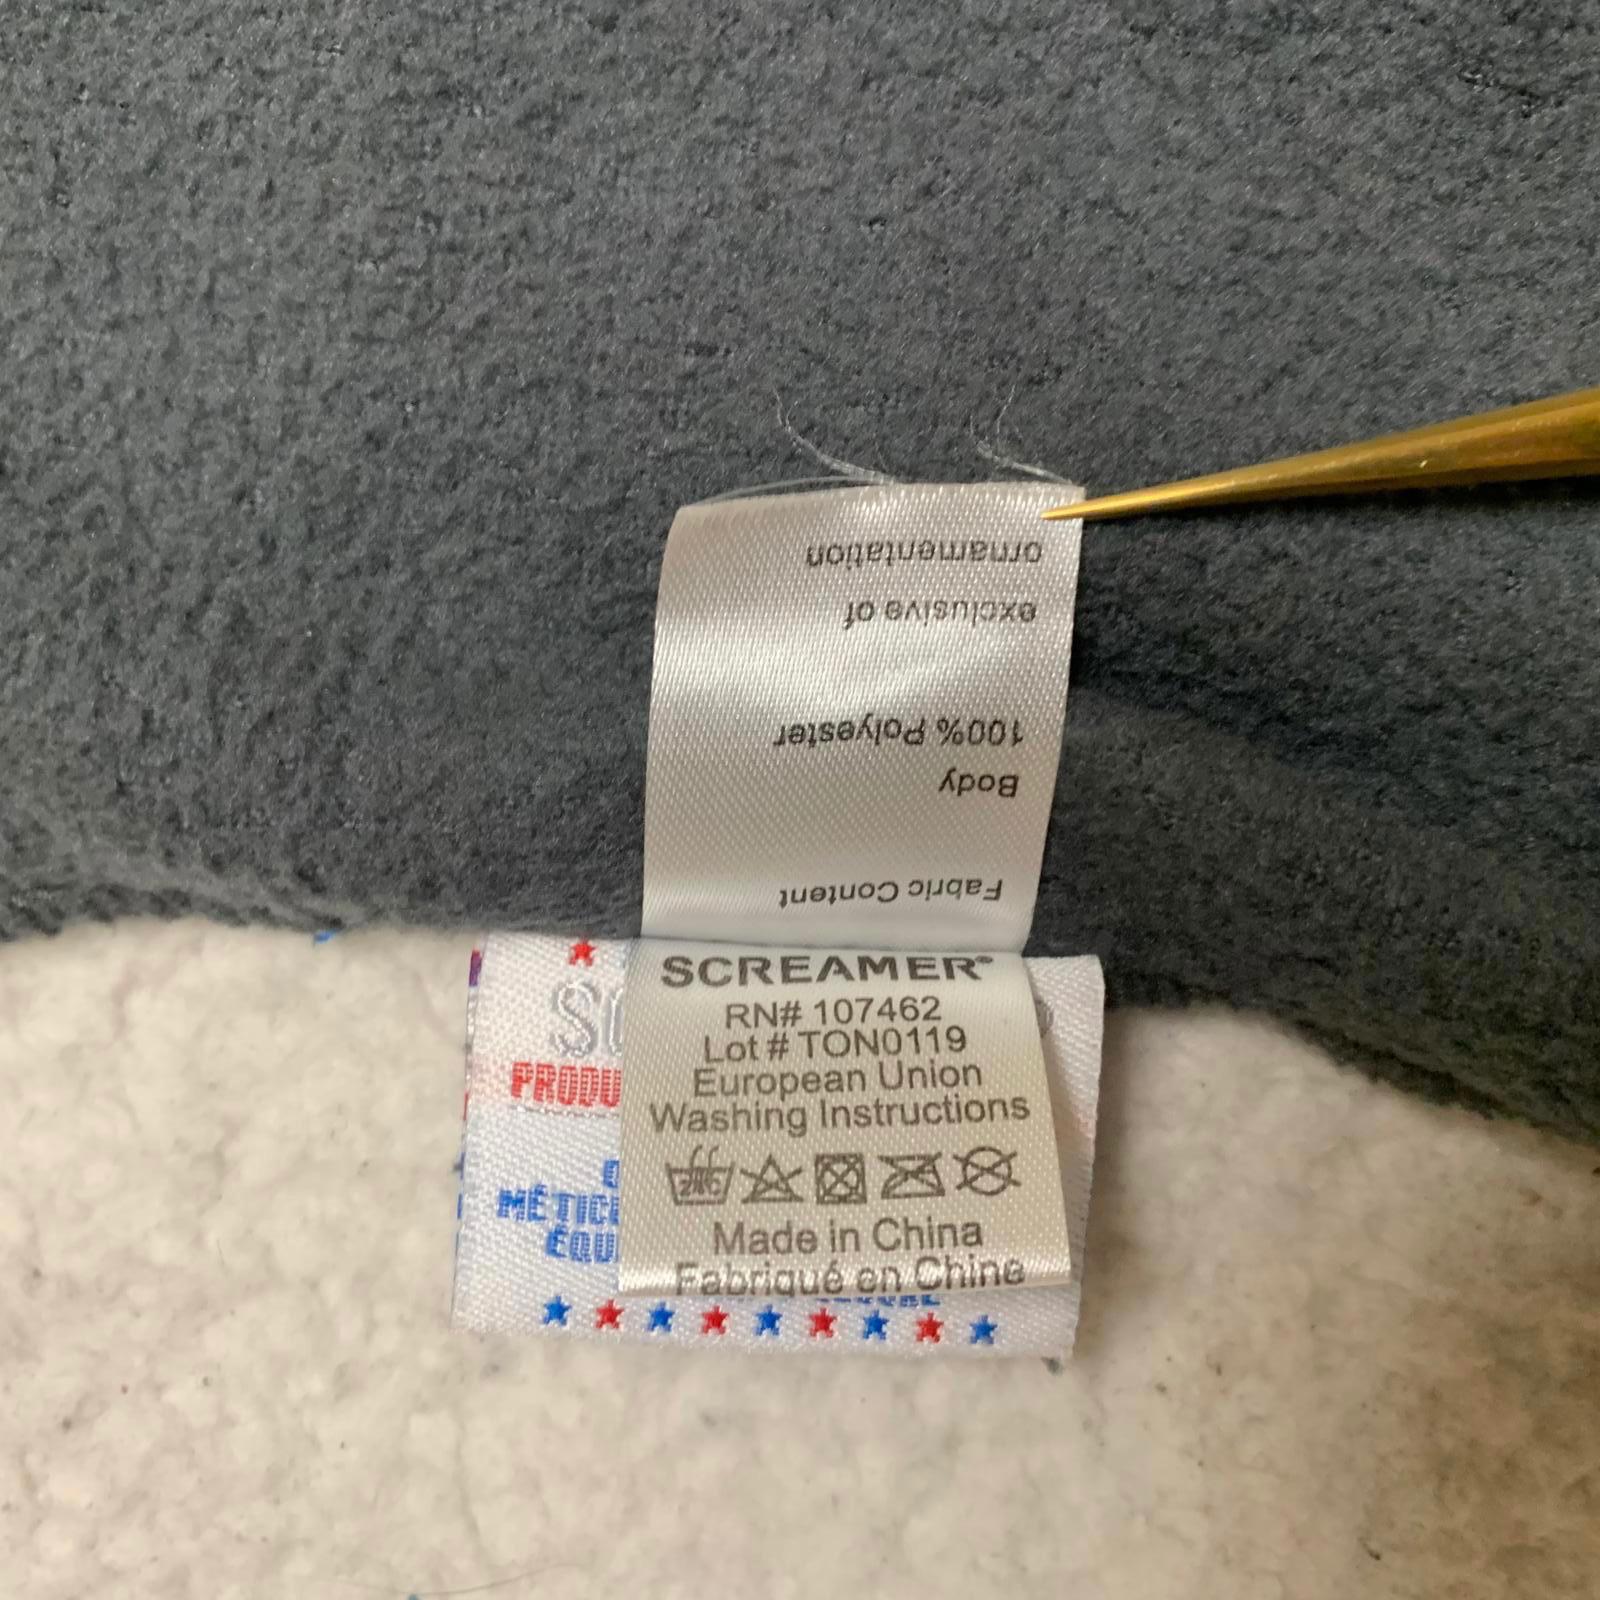 ornamentation
exclusive of
100% Polyester
Body
Fabric Content
SCREAMER®
RN# 107462
Lot # TON0119
European Union
Washing Instructions
Made in China
Fabriqué en Chine